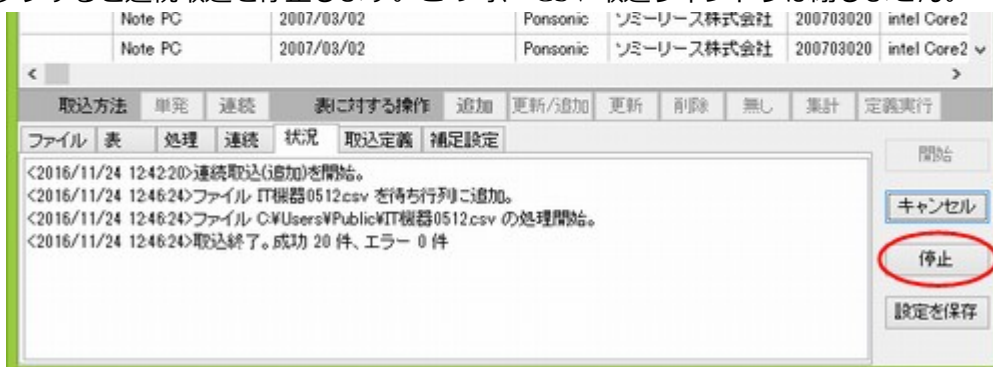 Note PC 2007/03/02 Ponsonic ソミーリース株式会社 200703020 intel Core2
Note PC 2007/03/02 Ponsonic ソミーリース株式会社 200703020 intel Core2
取込方法 単発 連続 表に対する操作 追加 更新/追加 更新 削除 無し 集計 定義実行
ファイル 表 処理 連続 状況 取込定義 補足設定
開始
<2016/11/24 12:42:20>連続取込(追加)を開始。
<2016/11/24 12:46:24>ファイル IT機器0512csv を待ち行列に追加。
<2016/11/24 12:46:24>ファイル C:¥Users¥Public¥IT機器0512.csv の処理開始。
<2016/11/24 12:46:24>取込終了。成功 20 件、エラー 0 件
キャンセル
停止
設定を保存